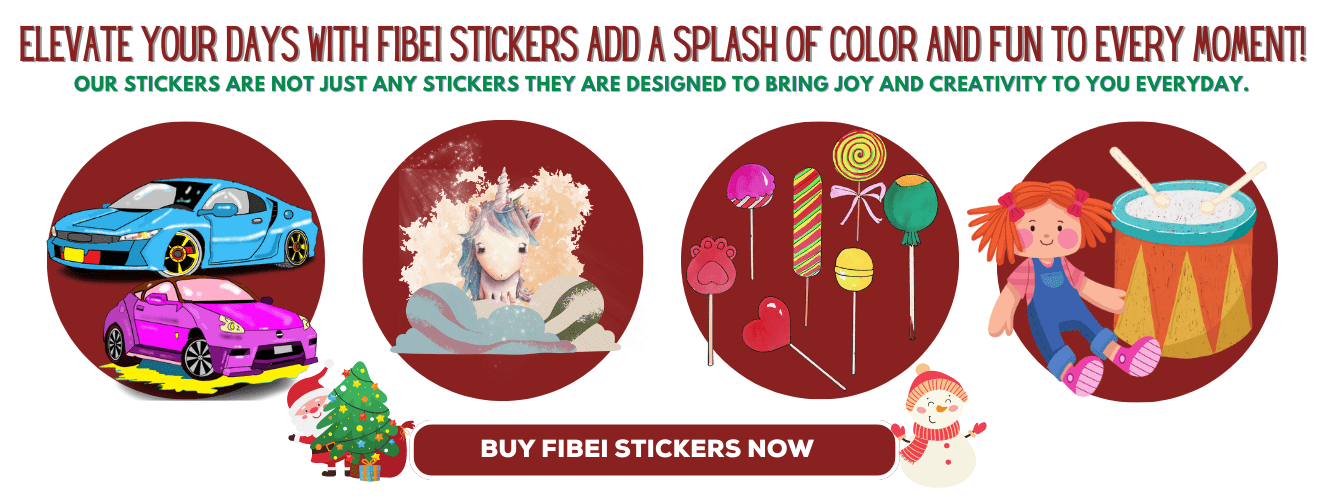 ELEVATE YOUR DAYS WITH FIBEI STICKERS ADD A SPLASH OF COLOR AND FUN TO EVERY MOMENT!
OUR STICKERS ARE NOT JUST ANY STICKERS THEY ARE DESIGNED TO BRING JOY AND CREATIVITY TO YOU EVERYDAY.
BUY FIBEI STICKERS NOW